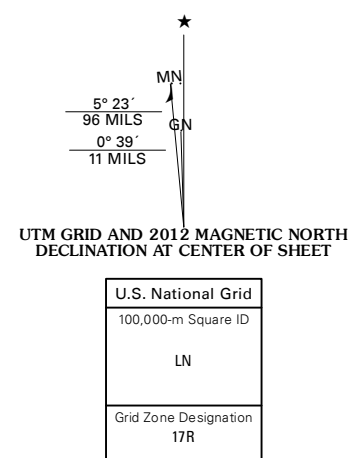 ★
MN
5° 23´
96 MILS
GN
0° 39´
11 MILS
UTM GRID AND 2012 MAGNETIC NORTH
DECLINATION AT CENTER OF SHEET
U.S. National Grid
100,000-m Square ID
LN
Grid Zone Designation
17R